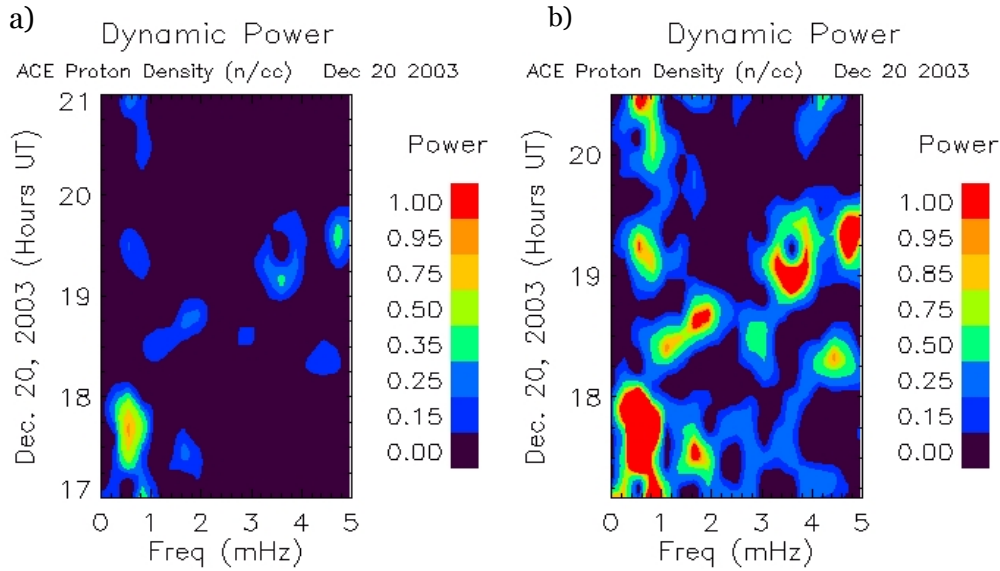 a)
Dynamic Power
ACE Proton Density (n/cc) Dec 20 2003
Dec. 20, 2003 (Hours UT)
21
20
19
18
17
0 1 2 3 4 5
Freq (mHz)
Power
1.00
0.95
0.75
0.50
0.35
0.25
0.15
0.00
b)
Dynamic Power
ACE Proton Density (n/cc) Dec 20 2003
Dec. 20, 2003 (Hours UT)
20
19
18
0 1 2 3 4 5
Freq (mHz)
Power
1.00
0.95
0.85
0.75
0.50
0.25
0.15
0.00